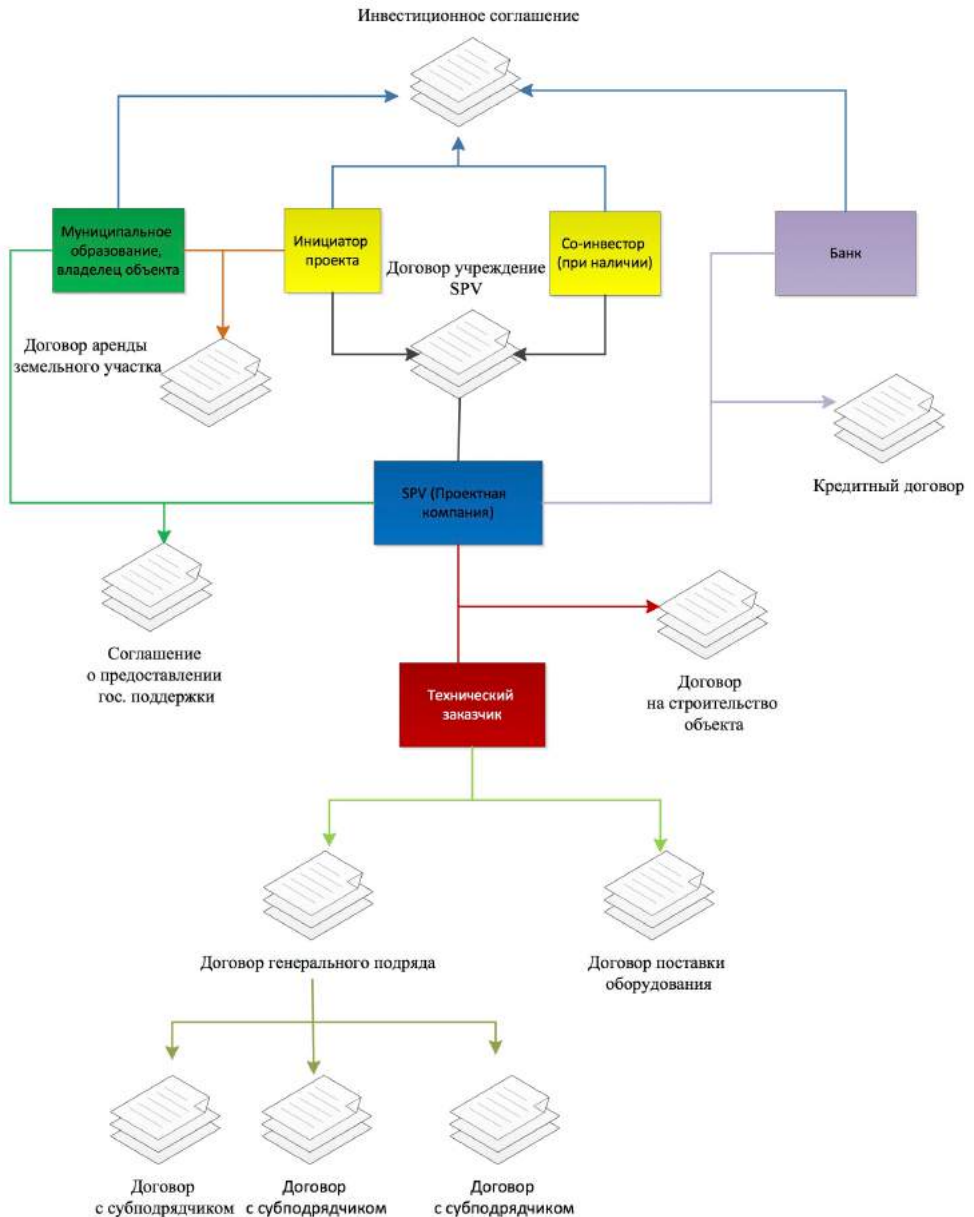 Инвестиционное соглашение
Муниципальное
образование,
владелец объекта
Инициатор
проекта
Договор учреждение
SPV
Со-инвестор
(при наличии)
Банк
Договор аренды
земельного участка
SPV (Проектная
компания)
Кредитный договор
Соглашение
о предоставлении
гос. поддержки
Технический
заказчик
Договор
на строительство
объекта
Договор генерального подряда
Договор поставки
оборудования
Договор
с субподрядчиком
Договор
с субподрядчиком
Договор
с субподрядчиком